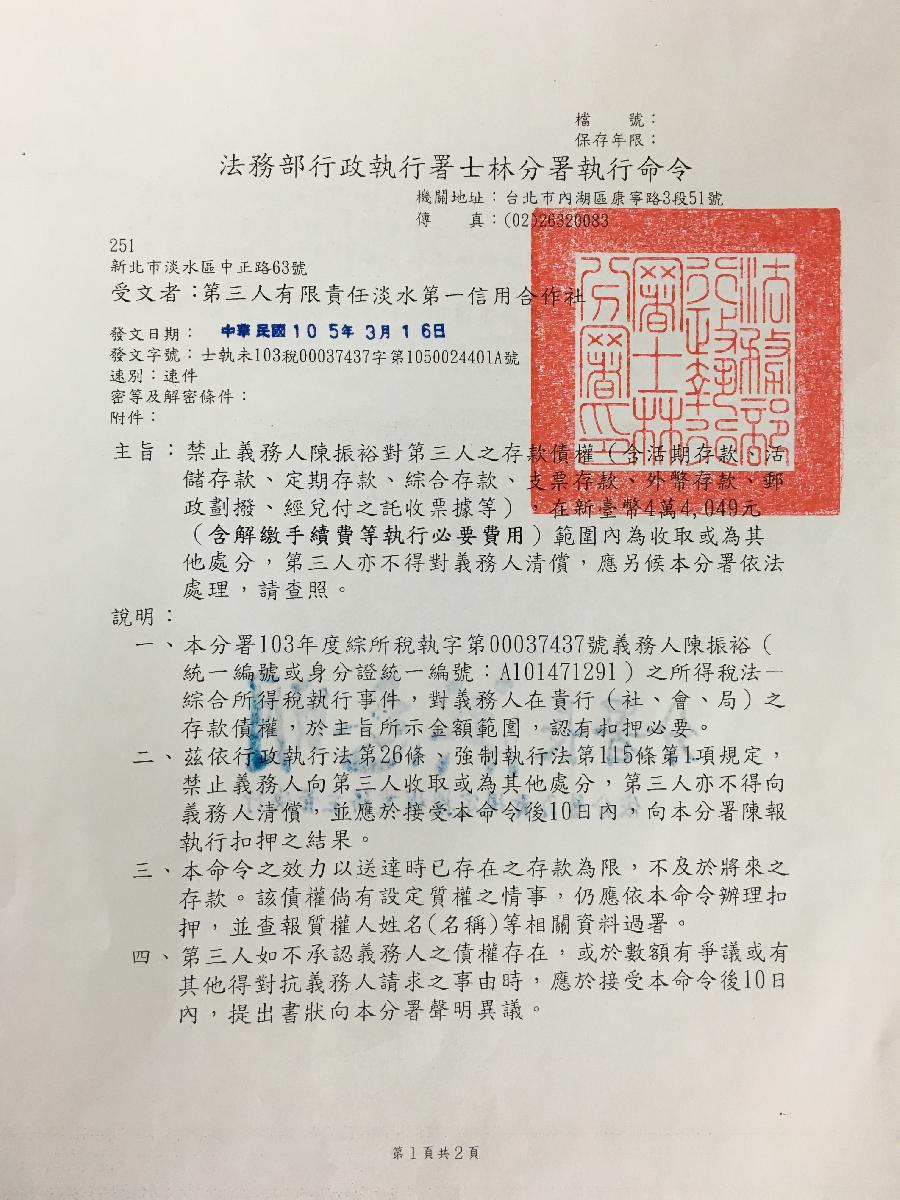 檔　　號：
保存年限：
法務部行政執行署士林分署執行命令
機關地址：台北市內湖區康寧路3段51號
傳　　真：(02)26320083
251
新北市淡水區中正路63號
受文者：第三人有限責任淡水第一信用合作社
發文日期：　中華民國105年3月16日
發文字號：士執未103稅00037437字第1050024401A號
速別：速件
密等及解密條件：
附件：
法務部行政執行署士林分署印
主旨：禁止義務人陳振裕對第三人之存款債權（含活期存款、活
儲存款、定期存款、綜合存款、支票存款、外幣存款、郵
政劃撥、經兌付之託收票據等），在新臺幣4萬4,049元
（含解繳手續費等執行必要費用）範圍內為收取或為其
他處分，第三人亦不得對義務人清償，應另候本分署依法
處理，請查照。
說明：
一、本分署103年度綜所稅執字第00037437號義務人陳振裕（
統一編號或身分證統一編號：A101471291）之所得稅法—
綜合所得稅執行事件，對義務人在貴行（社、會、局）之
存款債權，於主旨所示金額範圍，認有扣押必要。
二、茲依行政執行法第26條、強制執行法第115條第1項規定，
禁止義務人向第三人收取或為其他處分，第三人亦不得向
義務人清償，並應於接受本命令後10日內，向本分署陳報
執行扣押之結果。
三、本命令之效力以送達時已存在之存款為限，不及於將來之
存款。該債權倘有設定質權之情事，仍應依本命令辦理扣
押，並查報質權人姓名(名稱)等相關資料過署。
四、第三人如不承認義務人之債權存在，或於數額有爭議或有
其他得對抗義務人請求之事由時，應於接受本命令後10日
內，提出書狀向本分署聲明異議。
第1頁共2頁